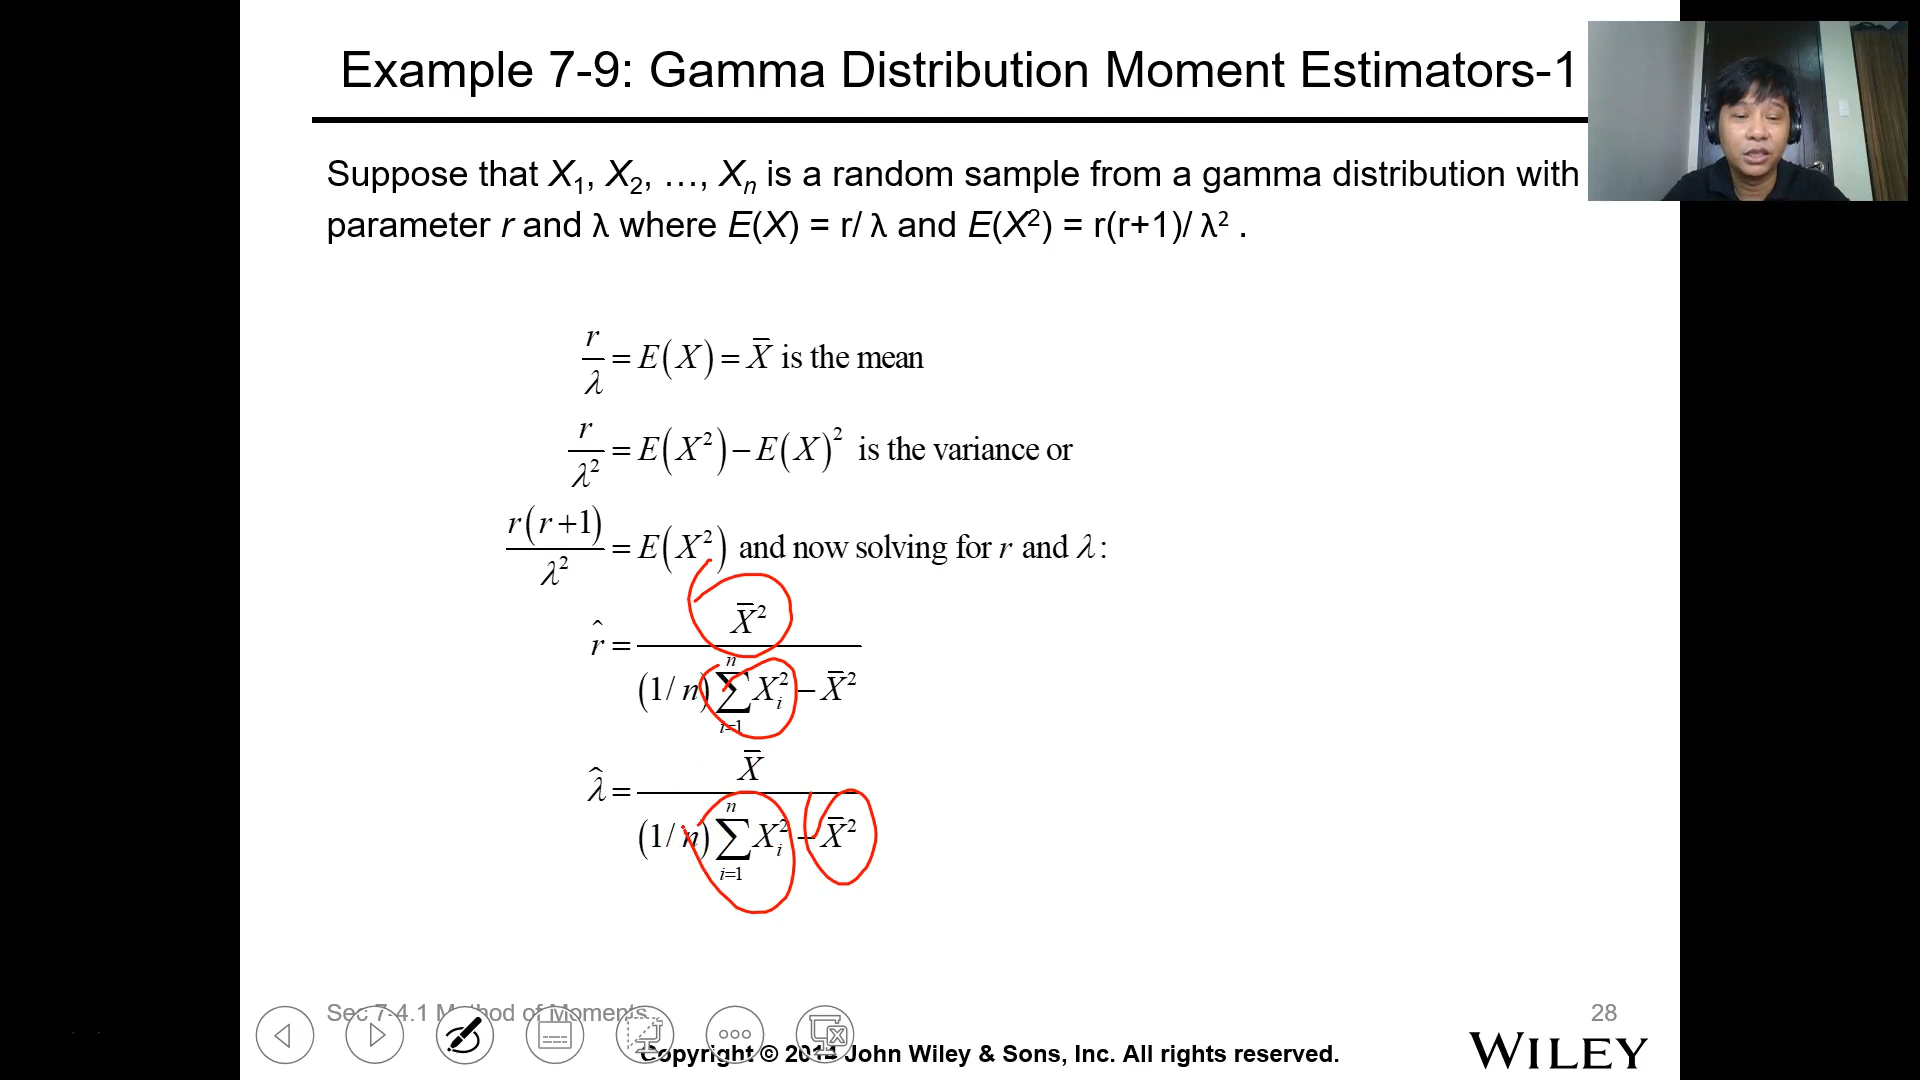 Example 7-9: Gamma Distribution Moment Estimators-1
Suppose that X₁, X₂, …, Xₙ is a random sample from a gamma distribution with
parameter r and λ where E(X) = r/ λ and E(X²) = r(r+1)/ λ² .
r/λ = E(X) = X̄ is the mean
r/λ² = E(X²) − E(X)² is the variance or
r(r+1)/λ² = E(X²) and now solving for r and λ:
r̂ = X̄² / ((1/n) ∑ᵢ₌₁ⁿ Xᵢ² − X̄²)
λ̂ = X̄ / ((1/n) ∑ᵢ₌₁ⁿ Xᵢ² − X̄²)
Sec 7-4.1 Method of Moments
28
Copyright © 2014 John Wiley & Sons, Inc. All rights reserved.
WILEY